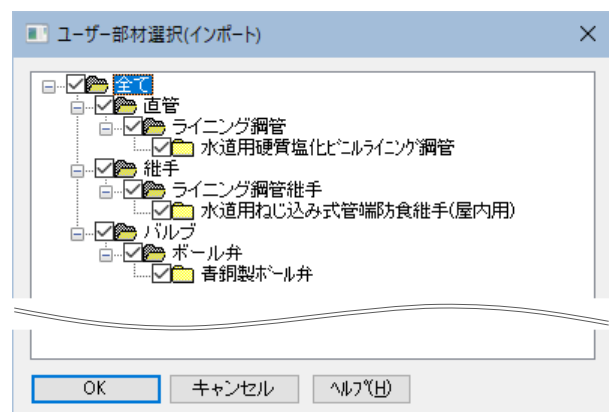 ユーザー部材選択(インポート)
全て
直管
ライニング鋼管
水道用硬質塩化ﾋﾞﾆﾙﾗｲﾆﾝｸﾞ鋼管
継手
ライニング鋼管継手
水道用ねじ込み式管端防食継手(屋内用)
バルブ
ボール弁
青銅製ﾎﾞｰﾙ弁
OK キャンセル ﾍﾙﾌﾟ(H)